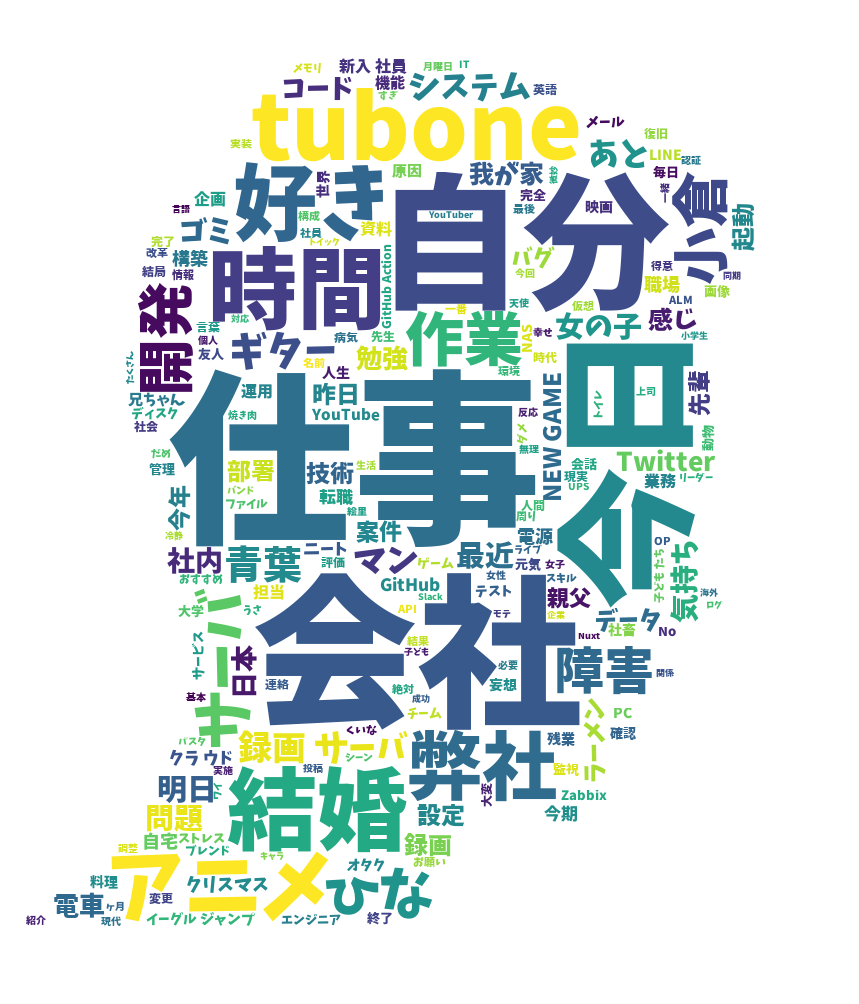 メモリ
新入 社員
月曜日
IT
コード
機能
すぎ
システム
英語
tubone
メール
実装
あと
復旧
LINE
認証
好き
世界
原因
我が家
毎日
自分
完全
最後
映画
一緒
小倉
起動
言語
企画
ゴミ
構成
社員
資料
YouTuber
完了
トイック
改革
構築
時間
GitHub Action
バグ
今回
得意
職場
同期
画像
結局
情報
開発
天使
仮想
ALM
対応
一番
言葉
個人
友人
ギター
病気
先生
作業
NAS
幸せ
女の子
感じ
小学生
たくさん
名前
勉強
時代
今日
環境
人生
兄ちゃん
ディスク
社会
運用
昨日
YouTube
仕事
NEW GAME
トイレ
上司
先輩
焼き肉
反応
ダメ
無理
動物
だめ
管理
部署
技術
生活
会話
現実
UPS
Twitter
業務
リーダー
バンド
ファイル
転職
絵里
今年
人間
周り
冷静
案件
電源
OP
社内
青葉
ニート
評価
マン
ゲーム
最近
ライブ
元気
女子
子どもたち
気持ち
おすすめ
担当
GitHub
Slack
女性
テスト
スキル
親父
海外
ログ
大学
うさ
API
モテ
企業
データ
社畜
No
Nuxt
サーバ
サービス
日本
会社
結果
子ども
必要
障害
関係
基本
連絡
絶対
成功
妄想
チーム
ラーメン
PC
確認
パスタ
録画 サーバ
くいな
弊社
残業
クラウド
実施
シーン
投稿
監視
明日
ワイ
結婚
大変
Zabbix
問題
設定
今期
調整
自宅
ストレス
ブレンド
キャラ
録画
お願い
アニメ
オタク
ひな
料理
クリスマス
電車
ヶ月
変更
紹介
現代
イーグル ジャンプ
エンジニア
終了